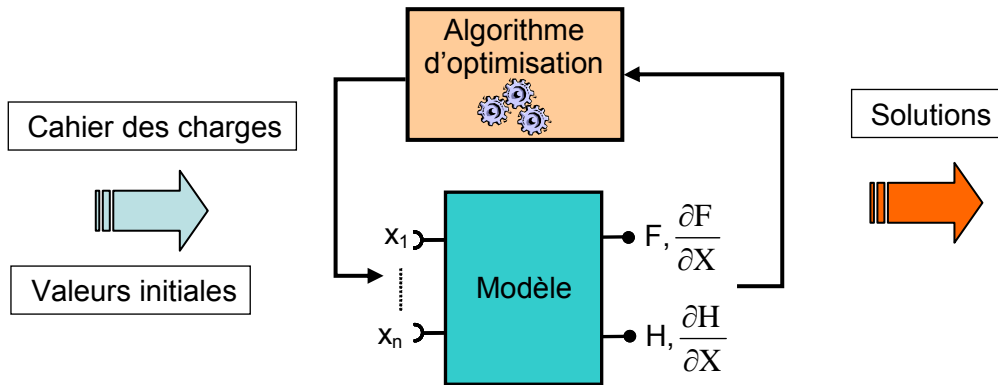 Algorithme
d'optimisation
Cahier des charges
Solutions
Valeurs initiales
x₁
xₙ
Modèle
F, ∂F/∂X
H, ∂H/∂X